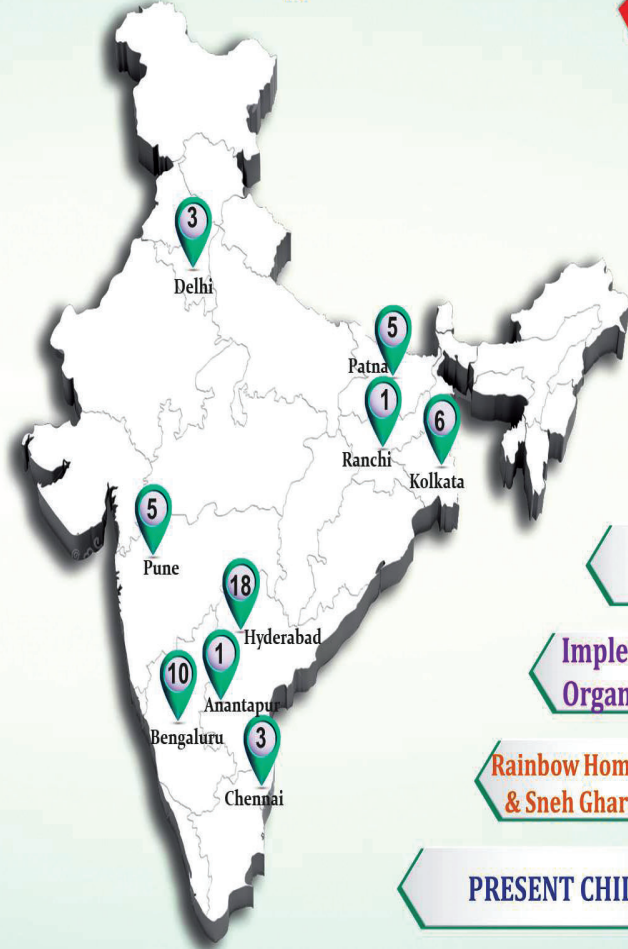 3
Delhi
5
Patna
1
Ranchi
6
Kolkata
5
Pune
18
Hyderabad
1
Anantapur
10
Bengaluru
3
Chennai
Imple
Organ
Rainbow Hom
& Sneh Ghar
PRESENT CHIL